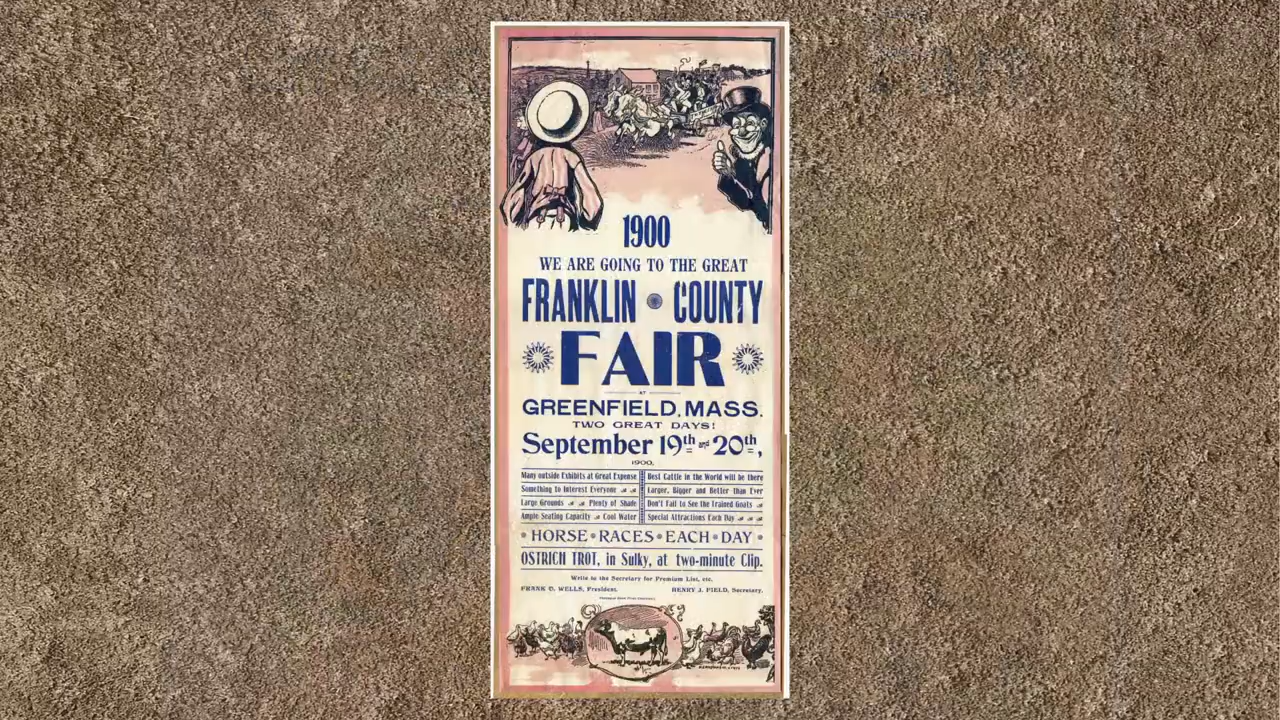 1900
WE ARE GOING TO THE GREAT
FRANKLIN COUNTY
FAIR
AT
GREENFIELD, MASS.
TWO GREAT DAYS!
September 19th and 20th,
1900.
Many outside Exhibits at Great Expense
Something to Interest Everyone
Large Grounds Plenty of Shade
Ample Seating Capacity Cool Water
Best Cattle in the World will be there
Larger, Bigger and Better than Ever
Don't Fail to See the Trained Goats
Special Attractions Each Day
HORSE RACES EACH DAY
OSTRICH TROT, in Sulky, at two-minute Clip.
Write to the Secretary for Premium List, etc.
FRANK O. WELLS, President.
HENRY J. FIELD, Secretary.